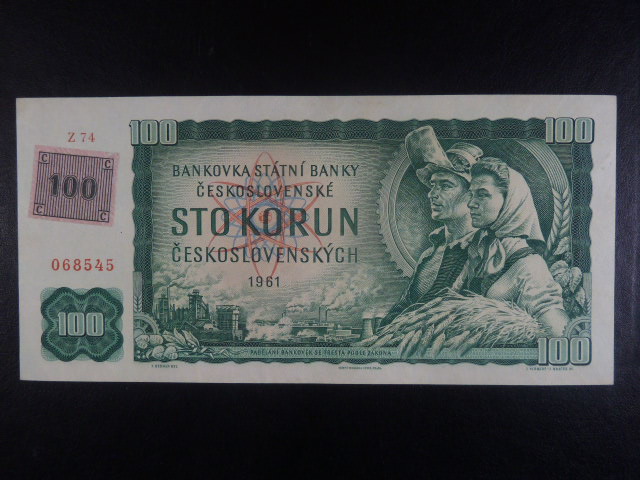 Z 74
100
100
C C
100
C C
BANKOVKA STÁTNÍ BANKY
ČESKOSLOVENSKÉ
STO KORUN
ČESKOSLOVENSKÝCH
1961
068545
100
100
PADĚLÁNÍ BANKOVEK SE TRESTÁ PODLE ZÁKONA